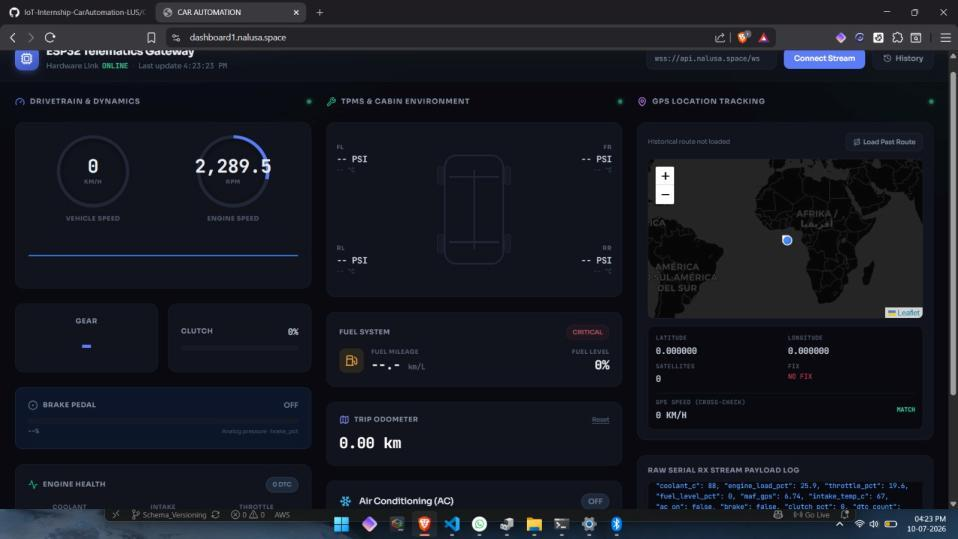 IoT-Internship-CarAutomation-LUS/
CAR AUTOMATION
dashboard1.nalusa.space
ESP32 Telematics Gateway
Hardware Link ONLINE · Last update 4:23:23 PM
wss://api.nalusa.space/ws
Connect Stream
History
DRIVETRAIN & DYNAMICS
0
KM/H
VEHICLE SPEED
2,289.5
RPM
ENGINE SPEED
GEAR
–
CLUTCH
0%
BRAKE PEDAL
OFF
--%
Analog pressure · brake_pct
ENGINE HEALTH
0 DTC
COOLANT
INTAKE
THROTTLE
TPMS & CABIN ENVIRONMENT
FL
-- PSI
-- °C
FR
-- PSI
-- °C
RL
-- PSI
-- °C
RR
-- PSI
-- °C
FUEL SYSTEM
CRITICAL
FUEL MILEAGE
--.- km/L
FUEL LEVEL
0%
TRIP ODOMETER
Reset
0.00 km
Air Conditioning (AC)
OFF
GPS LOCATION TRACKING
Historical route not loaded
Load Past Route
+
−
AFRIKA /
أفريقيا
AMÉRICA
DEL SUR
Leaflet
LATITUDE
0.000000
LONGITUDE
0.000000
SATELLITES
0
FIX
NO FIX
GPS SPEED (CROSS-CHECK)
0 KM/H
MATCH
RAW SERIAL RX STREAM PAYLOAD LOG
"coolant_c": 88, "engine_load_pct": 25.9, "throttle_pct": 19.6,
"fuel_level_pct": 0, "maf_gps": 6.74, "intake_temp_c": 67,
"ac_on": false, "brake": false, "clutch_pct": 0, "dtc_count":
Schema_Versioning
0
0
AWS
Go Live
04:23 PM
10-07-2026